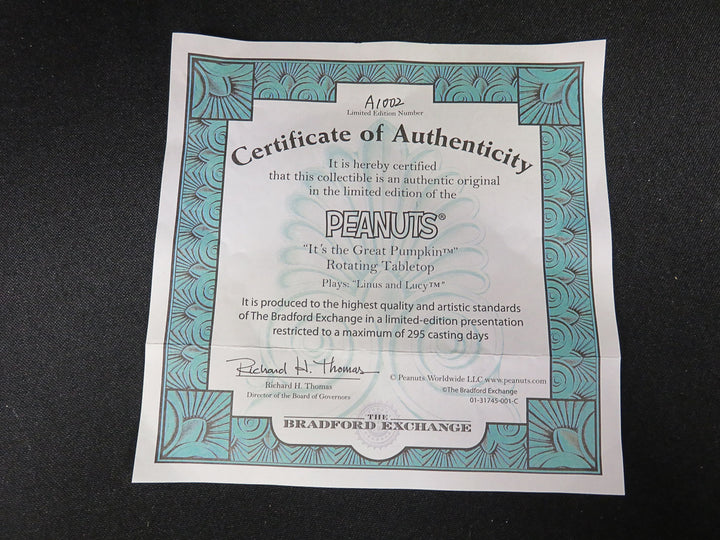 A1002
Limited Edition Number
Certificate of Authenticity
It is hereby certified
that this collectible is an authentic original
in the limited edition of the
PEANUTS®
"It's the Great Pumpkin™"
Rotating Tabletop
Plays: "Linus and Lucy™"
It is produced to the highest quality and artistic standards
of The Bradford Exchange in a limited-edition presentation
restricted to a maximum of 295 casting days
Richard H. Thomas
Richard H. Thomas
Director of the Board of Governors
© Peanuts Worldwide LLC www.peanuts.com
©The Bradford Exchange
01-31745-001-C
THE
BRADFORD EXCHANGE